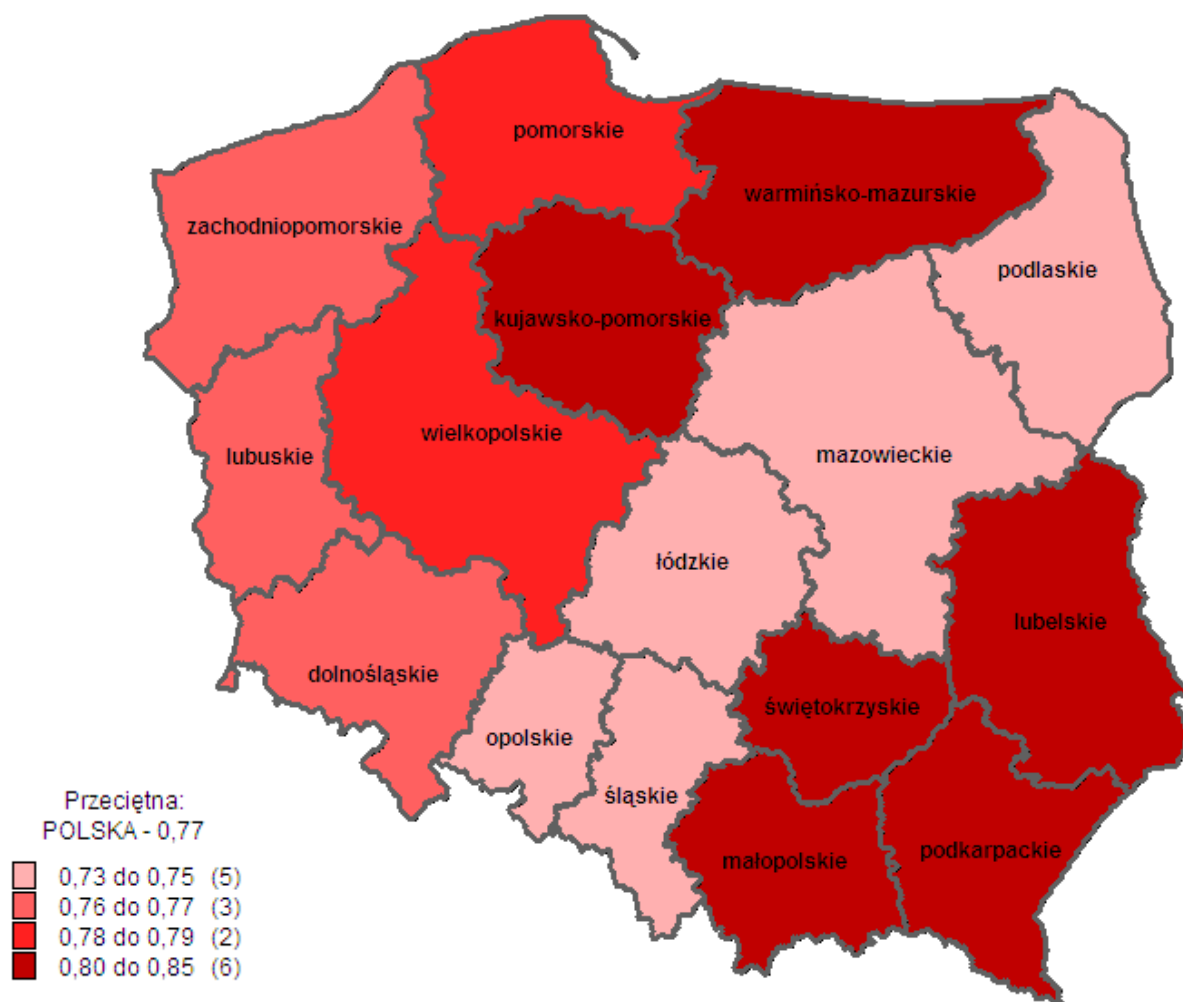 pomorskie
warmińsko-mazurskie
zachodniopomorskie
podlaskie
kujawsko-pomorskie
wielkopolskie
mazowieckie
lubuskie
łódzkie
lubelskie
dolnośląskie
świętokrzyskie
opolskie
śląskie
małopolskie
podkarpackie
Przeciętna:
POLSKA - 0,77
0,73 do 0,75 (5)
0,76 do 0,77 (3)
0,78 do 0,79 (2)
0,80 do 0,85 (6)